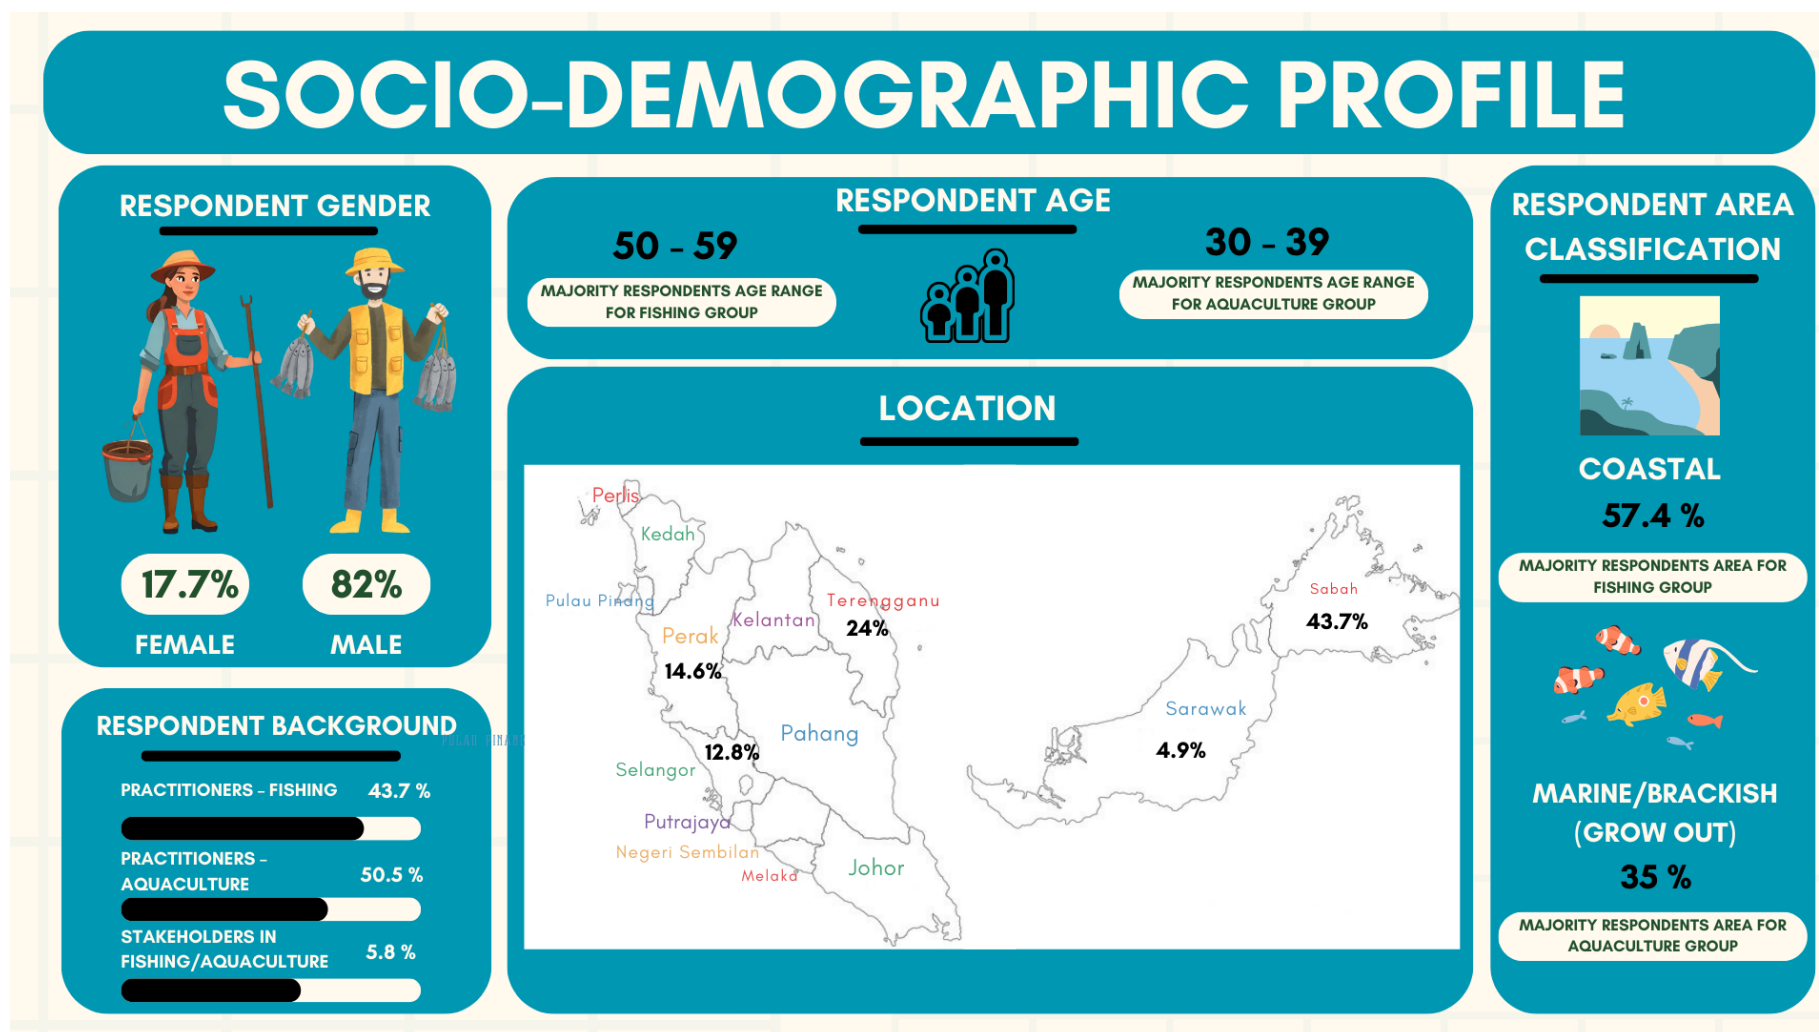 SOCIO-DEMOGRAPHIC PROFILE
RESPONDENT GENDER
17.7%
82%
FEMALE
MALE
RESPONDENT BACKGROUND
PULAU PINANG
PRACTITIONERS - FISHING
43.7 %
PRACTITIONERS -
AQUACULTURE
50.5 %
STAKEHOLDERS IN
FISHING/AQUACULTURE
5.8 %
RESPONDENT AGE
50 - 59
MAJORITY RESPONDENTS AGE RANGE
FOR FISHING GROUP
30 - 39
MAJORITY RESPONDENTS AGE RANGE
FOR AQUACULTURE GROUP
LOCATION
Perlis
Kedah
Pulau Pinang
Perak
14.6%
Kelantan
Terengganu
24%
Pahang
12.8%
Selangor
Putrajaya
Negeri Sembilan
Melaka
Johor
Sabah
43.7%
Sarawak
4.9%
RESPONDENT AREA
CLASSIFICATION
COASTAL
57.4 %
MAJORITY RESPONDENTS AREA FOR
FISHING GROUP
MARINE/BRACKISH
(GROW OUT)
35 %
MAJORITY RESPONDENTS AREA FOR
AQUACULTURE GROUP